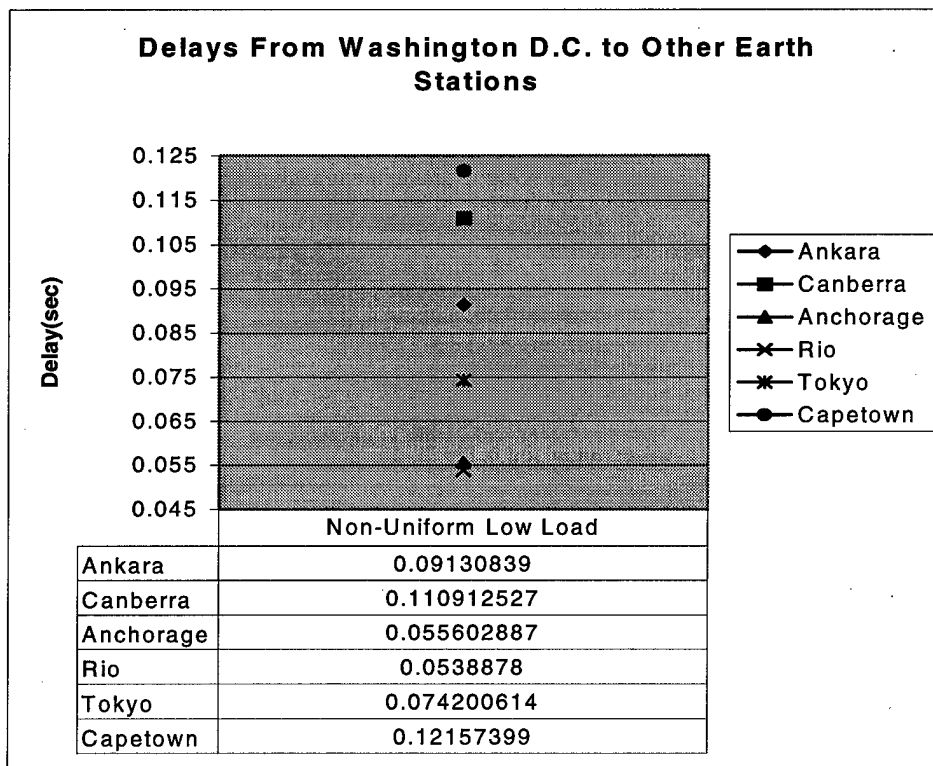 Delays From Washington D.C. to Other Earth
Stations
Delay(sec)
0.125
0.115
0.105
0.095
0.085
0.075
0.065
0.055
0.045
Ankara
Canberra
Anchorage
Rio
Tokyo
Capetown
Non-Uniform Low Load
Ankara 0.09130839
Canberra 0.110912527
Anchorage 0.055602887
Rio 0.0538878
Tokyo 0.074200614
Capetown 0.12157399